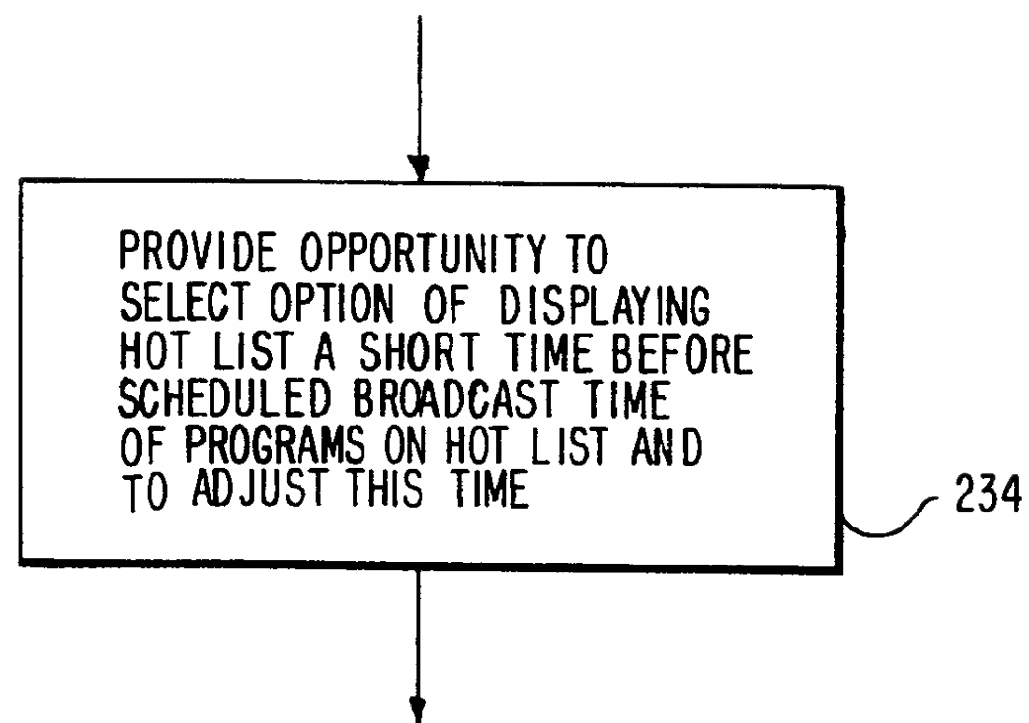 PROVIDE OPPORTUNITY TO
SELECT OPTION OF DISPLAYING
HOT LIST A SHORT TIME BEFORE
SCHEDULED BROADCAST TIME
OF PROGRAMS ON HOT LIST AND
TO ADJUST THIS TIME
234